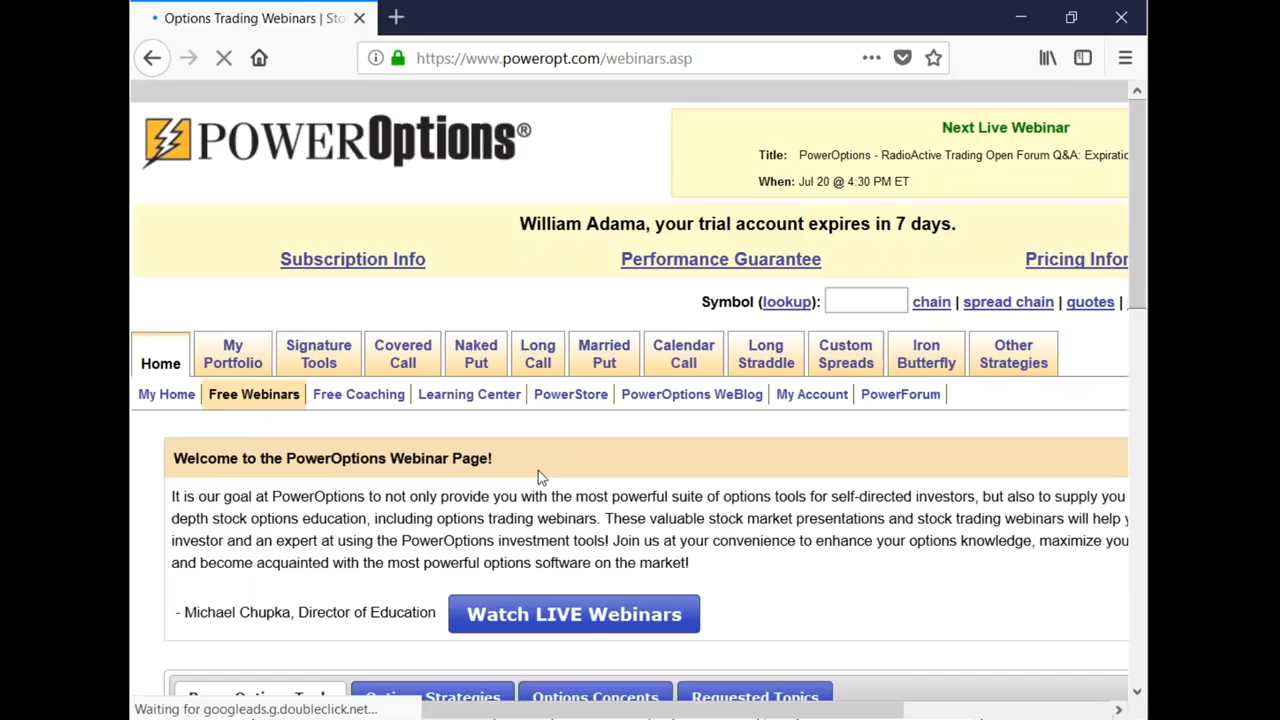 Options Trading Webinars | Sto
https://www.poweropt.com/webinars.asp
POWEROptions®
Next Live Webinar
Title: PowerOptions - RadioActive Trading Open Forum Q&A: Expiratio
When: Jul 20 @ 4:30 PM ET
William Adama, your trial account expires in 7 days.
Subscription Info Performance Guarantee Pricing Infor
Symbol (lookup): chain | spread chain | quotes |
Home My Portfolio Signature Tools Covered Call Naked Put Long Call Married Put Calendar Call Long Straddle Custom Spreads Iron Butterfly Other Strategies
My Home Free Webinars Free Coaching Learning Center PowerStore PowerOptions WeBlog My Account PowerForum
Welcome to the PowerOptions Webinar Page!
It is our goal at PowerOptions to not only provide you with the most powerful suite of options tools for self-directed investors, but also to supply you
depth stock options education, including options trading webinars. These valuable stock market presentations and stock trading webinars will help y
investor and an expert at using the PowerOptions investment tools! Join us at your convenience to enhance your options knowledge, maximize you
and become acquainted with the most powerful options software on the market!
- Michael Chupka, Director of Education Watch LIVE Webinars
Options Strategies Options Concepts Requested Topics
Waiting for googleads.g.doubleclick.net...